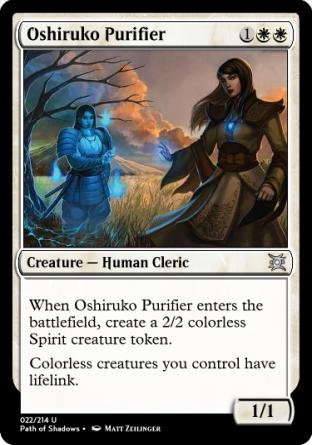 Oshiruko Purifier 1
Creature — Human Cleric
When Oshiruko Purifier enters the
battlefield, create a 2/2 colorless
Spirit creature token.
Colorless creatures you control have
lifelink.
1/1
022/214 U
Path of Shadows • Matt Zeilinger